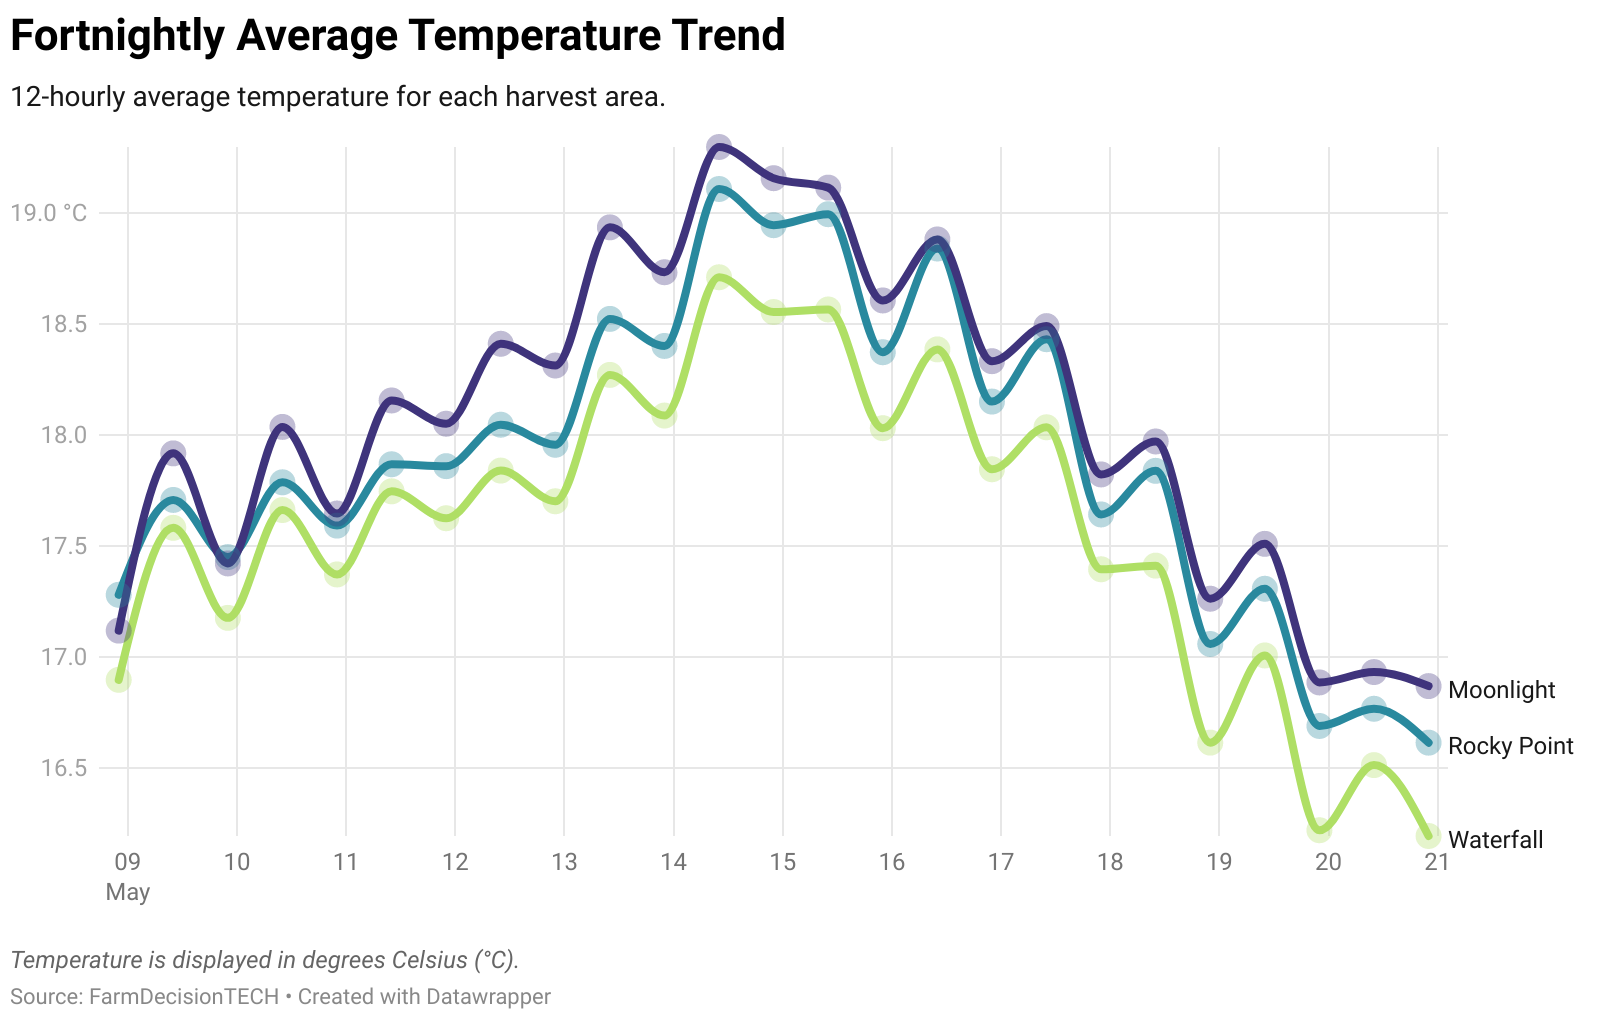 Fortnightly Average Temperature Trend
12-hourly average temperature for each harvest area.
19.0 °C
18.5
18.0
17.5
17.0
16.5
Moonlight
Rocky Point
Waterfall
09 10 11 12 13 14 15 16 17 18 19 20 21
May
Temperature is displayed in degrees Celsius (°C).
Source: FarmDecisionTECH • Created with Datawrapper